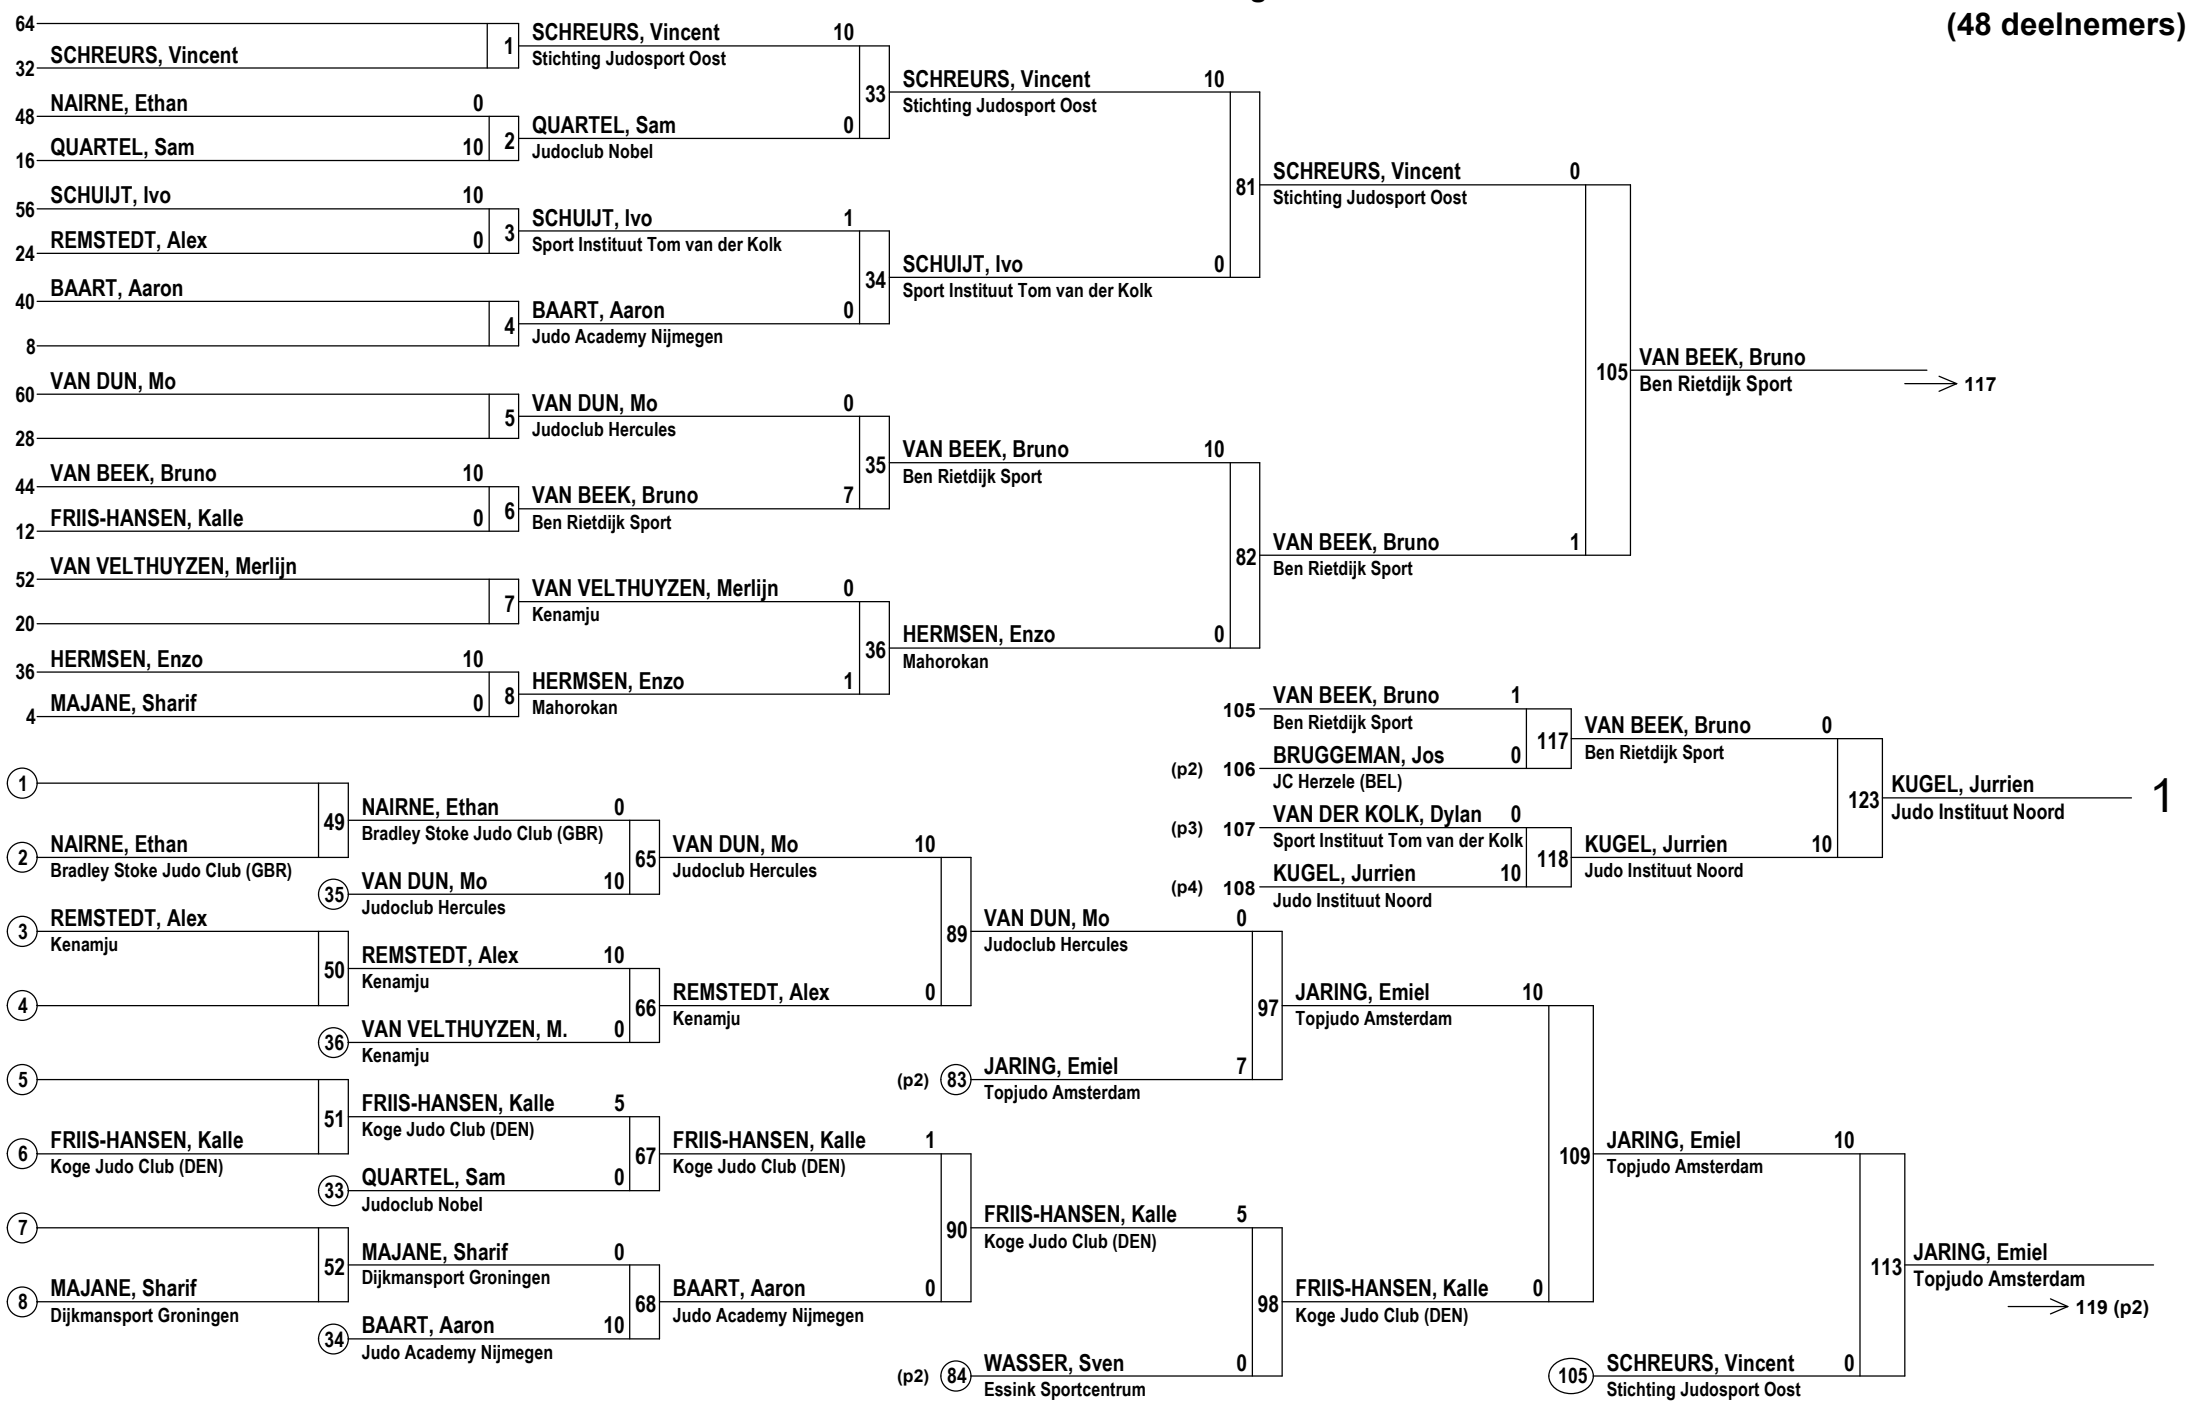 (48 deelnemers)
64
32 SCHREURS, Vincent
1
SCHREURS, Vincent 10
Stichting Judosport Oost
48 NAIRNE, Ethan 0
16 QUARTEL, Sam 10
2
QUARTEL, Sam 0
Judoclub Nobel
33
SCHREURS, Vincent 10
Stichting Judosport Oost
56 SCHUIJT, Ivo 10
24 REMSTEDT, Alex 0
3
SCHUIJT, Ivo 1
Sport Instituut Tom van der Kolk
40 BAART, Aaron
8
4
BAART, Aaron 0
Judo Academy Nijmegen
34
SCHUIJT, Ivo 0
Sport Instituut Tom van der Kolk
81
SCHREURS, Vincent 0
Stichting Judosport Oost
60 VAN DUN, Mo
28
5
VAN DUN, Mo 0
Judoclub Hercules
44 VAN BEEK, Bruno 10
12 FRIIS-HANSEN, Kalle 0
6
VAN BEEK, Bruno 7
Ben Rietdijk Sport
35
VAN BEEK, Bruno 10
Ben Rietdijk Sport
52 VAN VELTHUYZEN, Merlijn
20
7
VAN VELTHUYZEN, Merlijn 0
Kenamju
36 HERMSEN, Enzo 10
4 MAJANE, Sharif 0
8
HERMSEN, Enzo 1
Mahorokan
36
HERMSEN, Enzo 0
Mahorokan
82
VAN BEEK, Bruno 1
Ben Rietdijk Sport
105
VAN BEEK, Bruno
Ben Rietdijk Sport
117
105 VAN BEEK, Bruno 1
Ben Rietdijk Sport
(p2) 106 BRUGGEMAN, Jos 0
JC Herzele (BEL)
117
VAN BEEK, Bruno 0
Ben Rietdijk Sport
(p3) 107 VAN DER KOLK, Dylan 0
Sport Instituut Tom van der Kolk
(p4) 108 KUGEL, Jurrien 10
Judo Instituut Noord
118
KUGEL, Jurrien 10
Judo Instituut Noord
123
KUGEL, Jurrien
Judo Instituut Noord
1
1
2 NAIRNE, Ethan
Bradley Stoke Judo Club (GBR)
49
NAIRNE, Ethan 0
Bradley Stoke Judo Club (GBR)
35 VAN DUN, Mo 10
Judoclub Hercules
65
VAN DUN, Mo 10
Judoclub Hercules
3 REMSTEDT, Alex
Kenamju
4
50
REMSTEDT, Alex 10
Kenamju
36 VAN VELTHUYZEN, M. 0
Kenamju
66
REMSTEDT, Alex 0
Kenamju
89
VAN DUN, Mo 0
Judoclub Hercules
(p2) 83 JARING, Emiel 7
Topjudo Amsterdam
97
JARING, Emiel 10
Topjudo Amsterdam
5
6 FRIIS-HANSEN, Kalle
Koge Judo Club (DEN)
51
FRIIS-HANSEN, Kalle 5
Koge Judo Club (DEN)
33 QUARTEL, Sam 0
Judoclub Nobel
67
FRIIS-HANSEN, Kalle 1
Koge Judo Club (DEN)
7
8 MAJANE, Sharif
Dijkmansport Groningen
52
MAJANE, Sharif 0
Dijkmansport Groningen
34 BAART, Aaron 10
Judo Academy Nijmegen
68
BAART, Aaron 0
Judo Academy Nijmegen
90
FRIIS-HANSEN, Kalle 5
Koge Judo Club (DEN)
(p2) 84 WASSER, Sven 0
Essink Sportcentrum
98
FRIIS-HANSEN, Kalle 0
Koge Judo Club (DEN)
109
JARING, Emiel 10
Topjudo Amsterdam
105 SCHREURS, Vincent 0
Stichting Judosport Oost
113
JARING, Emiel
Topjudo Amsterdam
119 (p2)